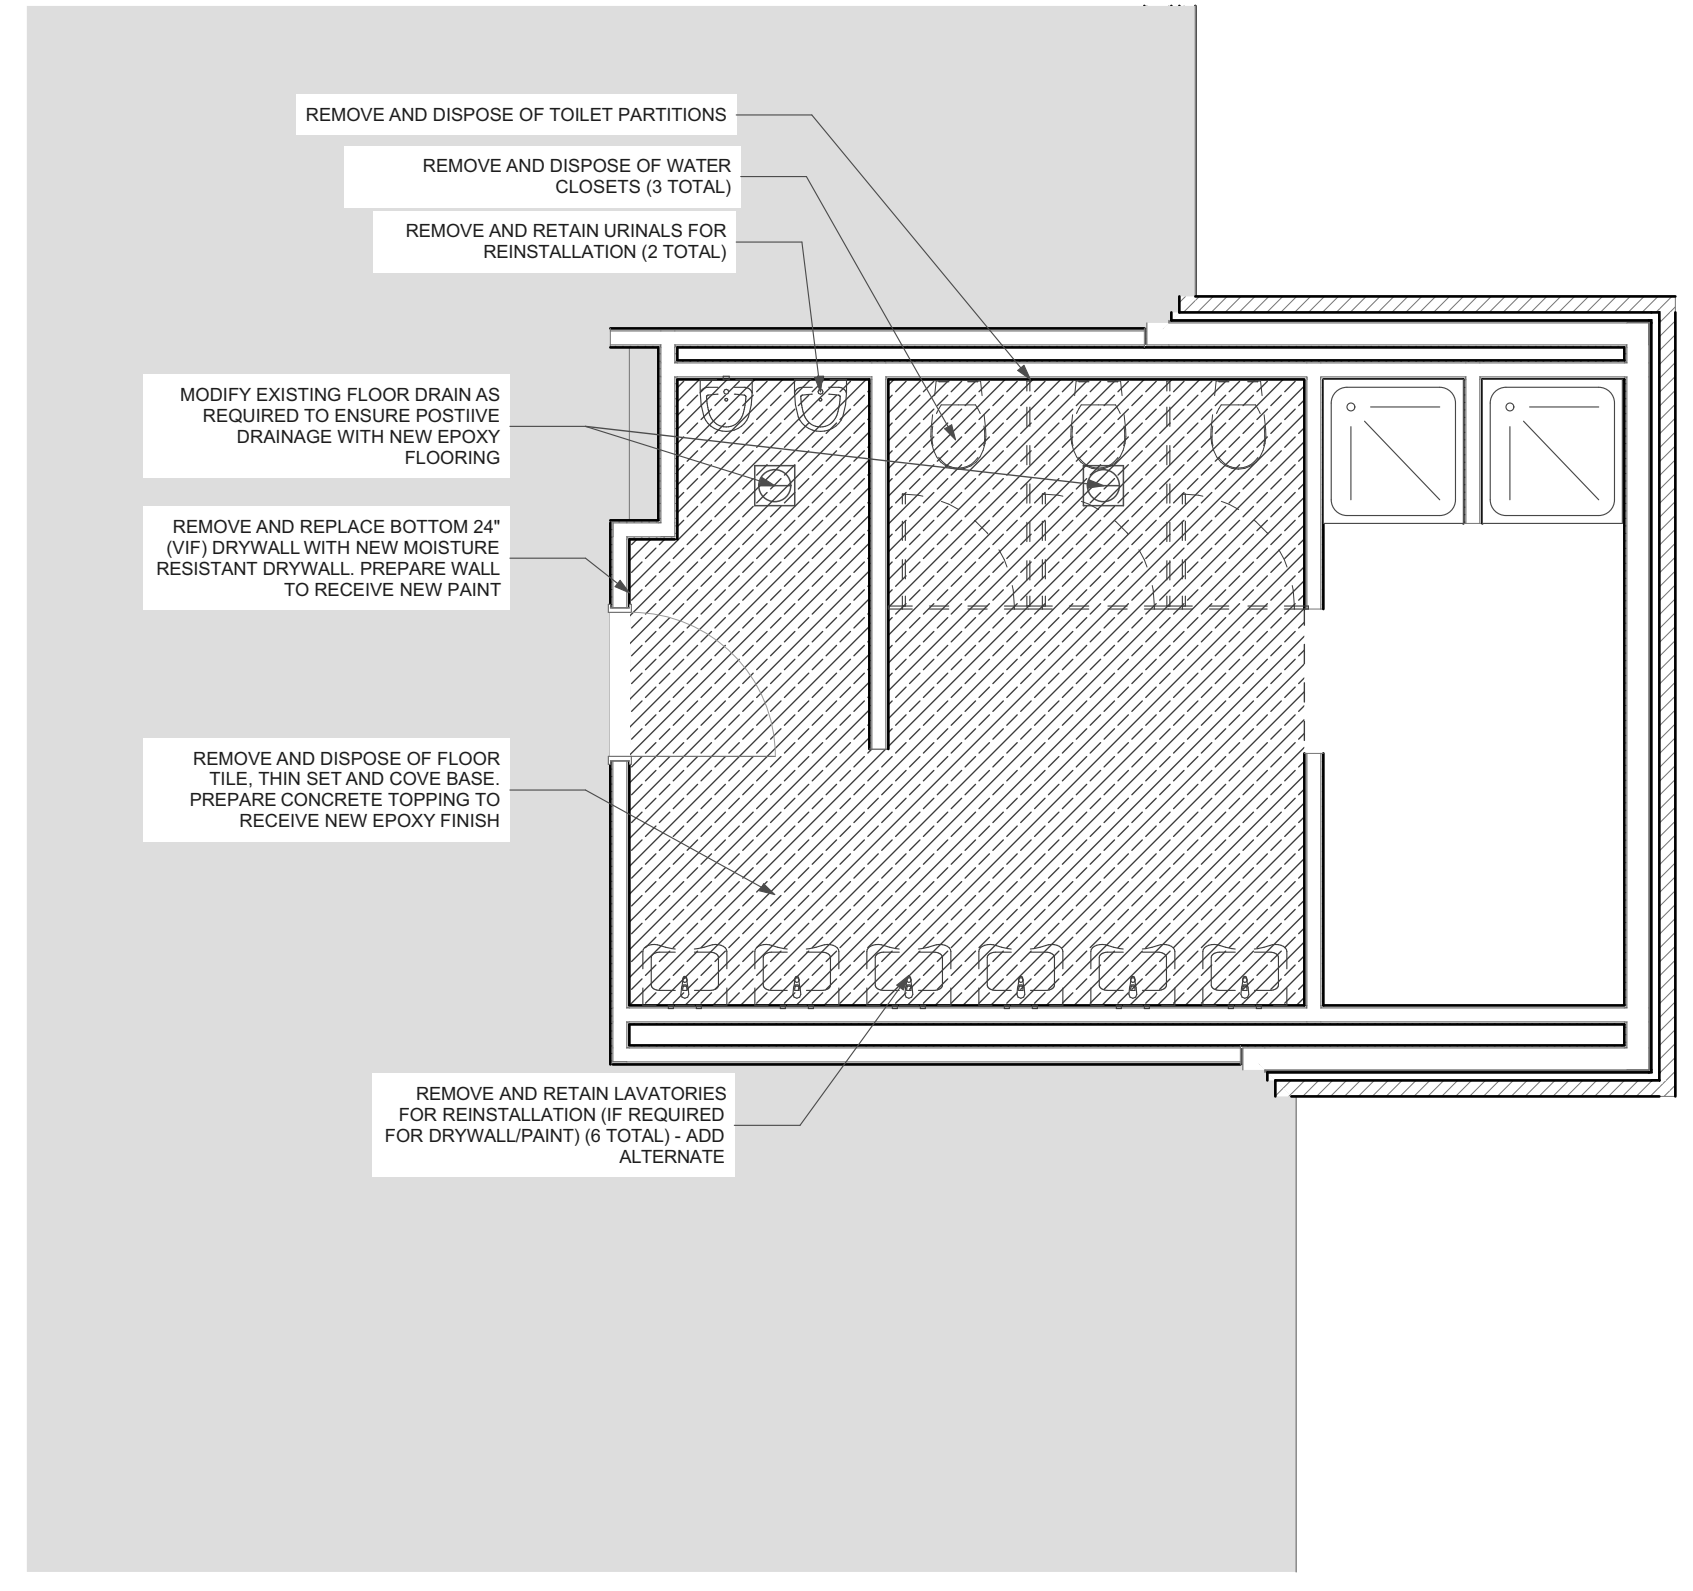 REMOVE AND DISPOSE OF TOILET PARTITIONS
REMOVE AND DISPOSE OF WATER
CLOSETS (3 TOTAL)
REMOVE AND RETAIN URINALS FOR
REINSTALLATION (2 TOTAL)
MODIFY EXISTING FLOOR DRAIN AS
REQUIRED TO ENSURE POSTIIVE
DRAINAGE WITH NEW EPOXY
FLOORING
REMOVE AND REPLACE BOTTOM 24"
(VIF) DRYWALL WITH NEW MOISTURE
RESISTANT DRYWALL. PREPARE WALL
TO RECEIVE NEW PAINT
REMOVE AND DISPOSE OF FLOOR
TILE, THIN SET AND COVE BASE.
PREPARE CONCRETE TOPPING TO
RECEIVE NEW EPOXY FINISH
REMOVE AND RETAIN LAVATORIES
FOR REINSTALLATION (IF REQUIRED
FOR DRYWALL/PAINT) (6 TOTAL) - ADD
ALTERNATE